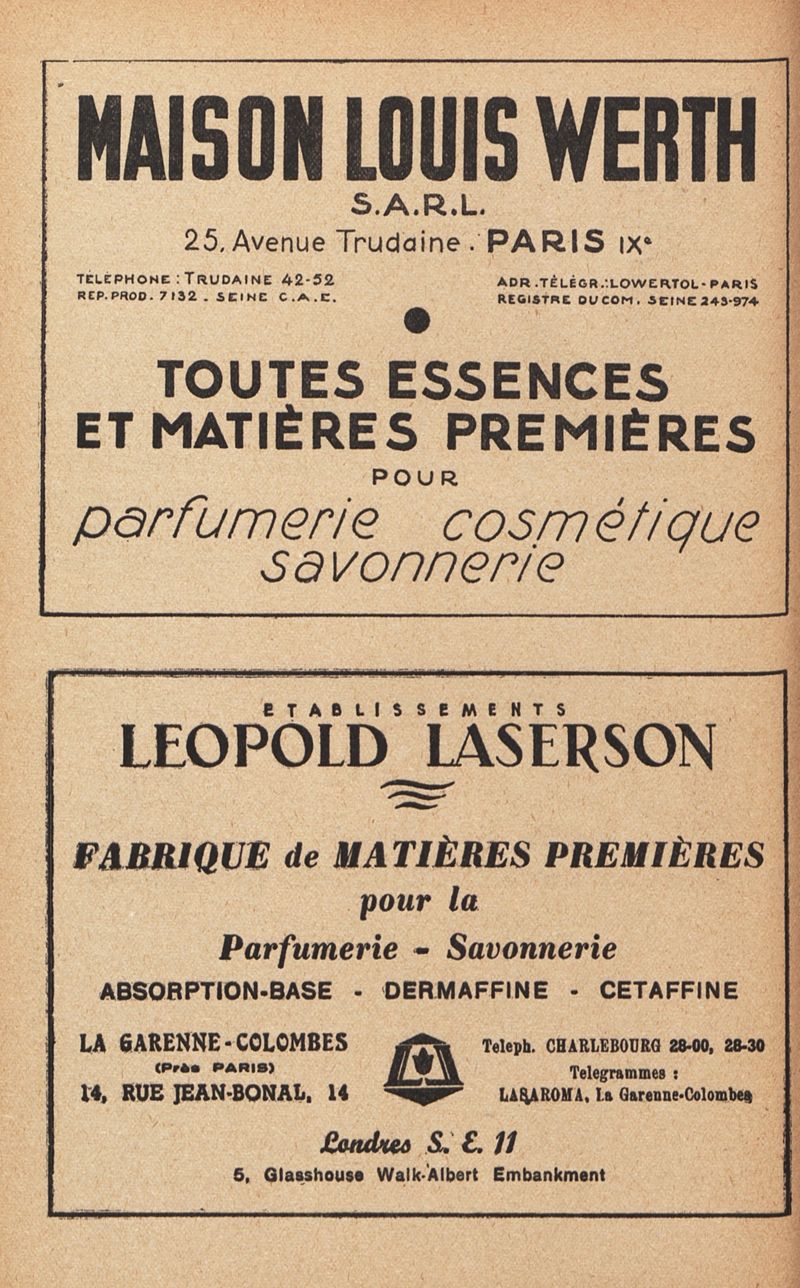 MAISON LOUIS WERTH
S.A.R.L.
25, Avenue Trudaine. PARIS IXe
TÉLÉPHONE: TRUDAINE 42-52
REP. PROD. 7132. SEINE C.A.E.
ADR. TÉLÉGR.: LOWERTOL-PARIS
REGISTRE DU COM. SEINE 243-974
TOUTES ESSENCES
ET MATIÈRES PREMIÈRES
POUR
parfumerie cosmétique
savonnerie
ETABLISSEMENTS
LEOPOLD LASERSON
FABRIQUE de MATIÈRES PREMIÈRES
pour la
Parfumerie - Savonnerie
ABSORPTION-BASE - DERMAFFINE - CETAFFINE
LA GARENNE-COLOMBES
(Près PARIS)
14, RUE JEAN-BONAL, 14
Teleph. CHARLEBOURG 28-00, 28-30
Telegrammes :
LASAROMA, La Garenne-Colombes
Londres S. E. 11
5, Glasshouse Walk-Albert Embankment